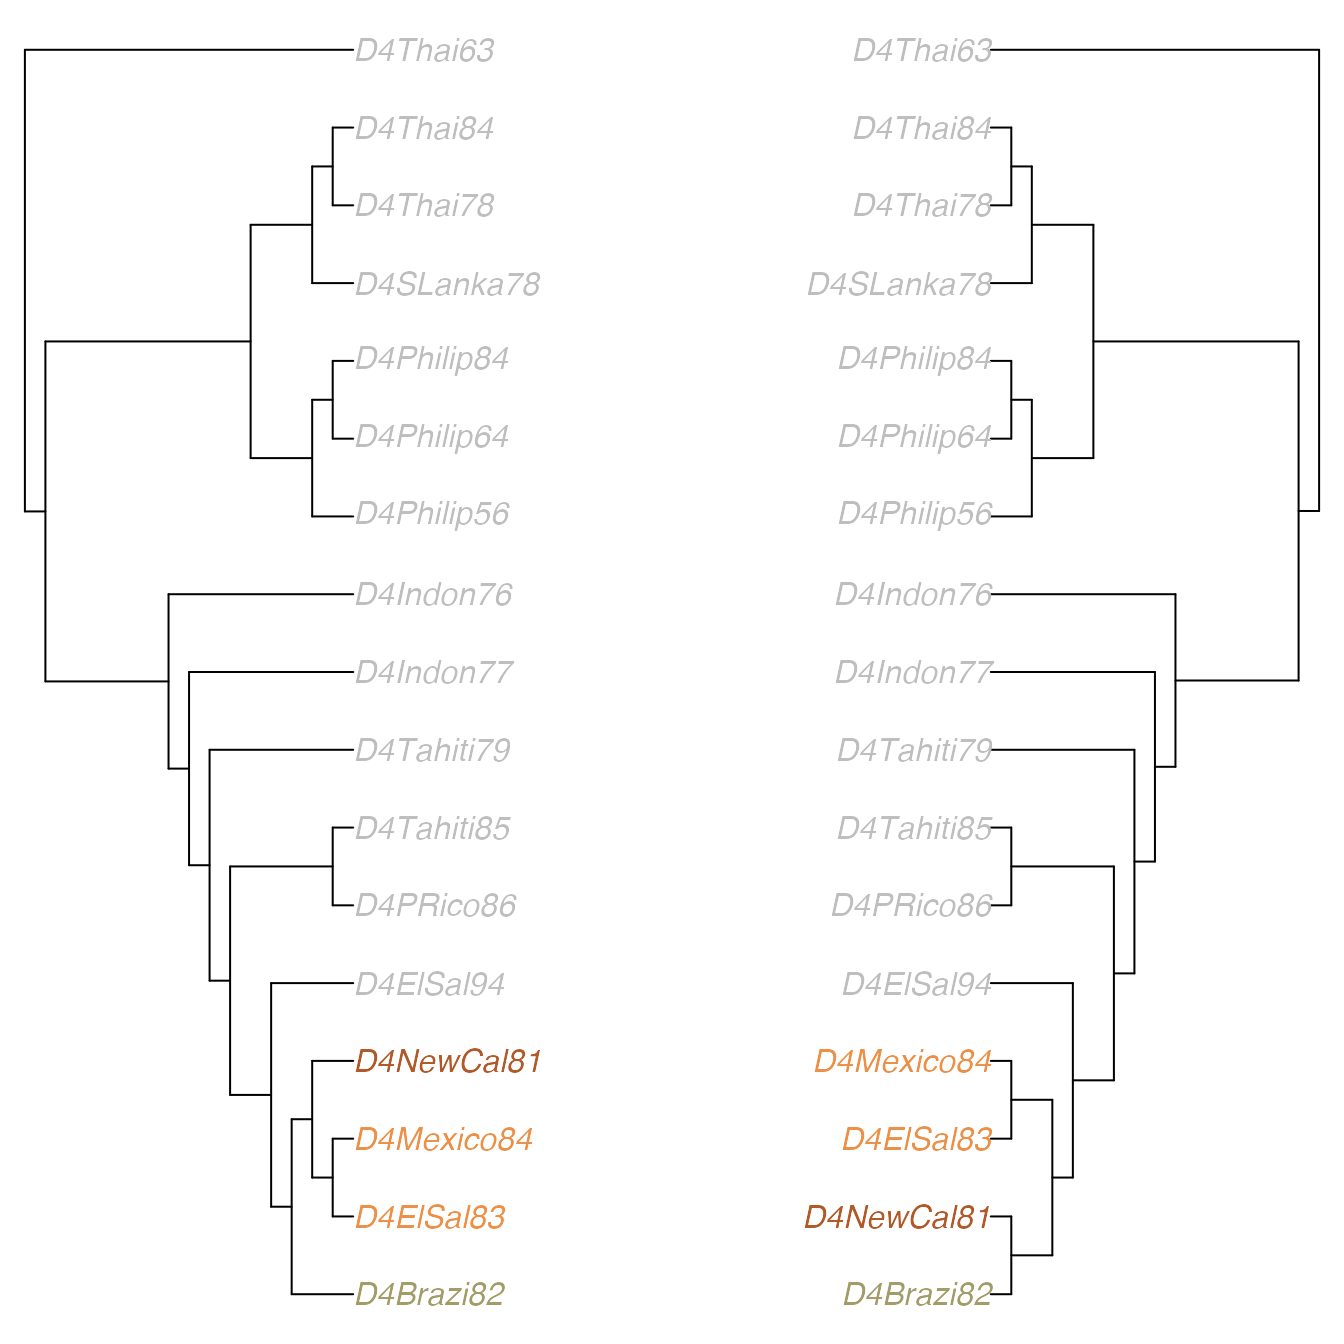 D4Thai63 D4Thai63
D4Thai84 D4Thai84
D4Thai78 D4Thai78
D4SLanka78 D4SLanka78
D4Philip84 D4Philip84
D4Philip64 D4Philip64
D4Philip56 D4Philip56
D4Indon76 D4Indon76
D4Indon77 D4Indon77
D4Tahiti79 D4Tahiti79
D4Tahiti85 D4Tahiti85
D4PRico86 D4PRico86
D4ElSal94 D4ElSal94
D4NewCal81 D4Mexico84
D4Mexico84 D4ElSal83
D4ElSal83 D4NewCal81
D4Brazi82 D4Brazi82